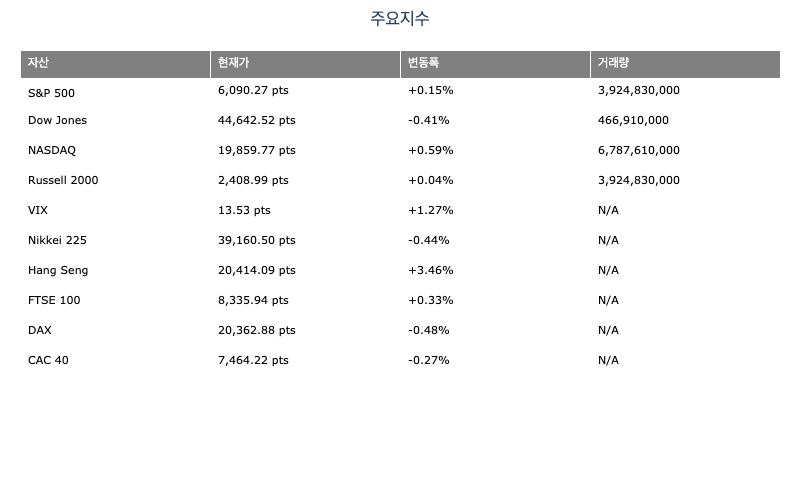 주요지수
자산 현재가 변동폭 거래량
S&P 500 6,090.27 pts +0.15% 3,924,830,000
Dow Jones 44,642.52 pts -0.41% 466,910,000
NASDAQ 19,859.77 pts +0.59% 6,787,610,000
Russell 2000 2,408.99 pts +0.04% 3,924,830,000
VIX 13.53 pts +1.27% N/A
Nikkei 225 39,160.50 pts -0.44% N/A
Hang Seng 20,414.09 pts +3.46% N/A
FTSE 100 8,335.94 pts +0.33% N/A
DAX 20,362.88 pts -0.48% N/A
CAC 40 7,464.22 pts -0.27% N/A